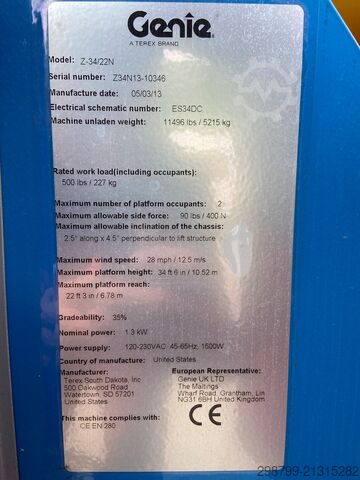 Genie
A TEREX BRAND
Model: Z-34/22N
Serial number: Z34N13-10346
Manufacture date: 05/03/13
Electrical schematic number: ES34DC
Machine unladen weight: 11496 lbs / 5215 kg
Rated work load(including occupants):
500 lbs / 227 kg
Maximum number of platform occupants: 2
Maximum allowable side force: 90 lbs / 400 N
Maximum allowable inclination of the chassis:
2.5° along x 4.5° perpendicular to lift structure
Maximum wind speed: 28 mph / 12.5 m/s
Maximum platform height: 34 ft 6 in / 10.52 m
Maximum platform reach:
22 ft 3 in / 6.78 m
Gradeability: 35%
Nominal power: 1.3 kW
Power supply: 120-230VAC, 45-65Hz, 1500W
Country of manufacture: United States
Manufacturer: European Representative:
Terex South Dakota, Inc Genie UK LTD
500 Oakwood Road The Maltings
Watertown, SD 57201 Wharf Road, Grantham, Lin
United States NG31 6BH United Kingdom
This machine complies with:
CE EN 280 CE
298799-21315282